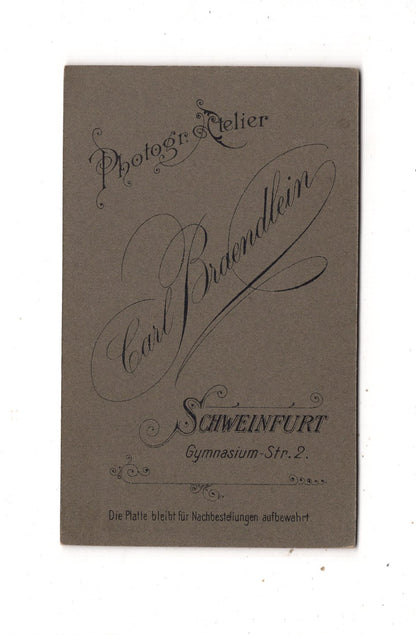 Photogr. Atelier
Carl Braendlein
SCHWEINFURT
Gymnasium-Str. 2.
Die Platte bleibt für Nachbestellungen aufbewahrt